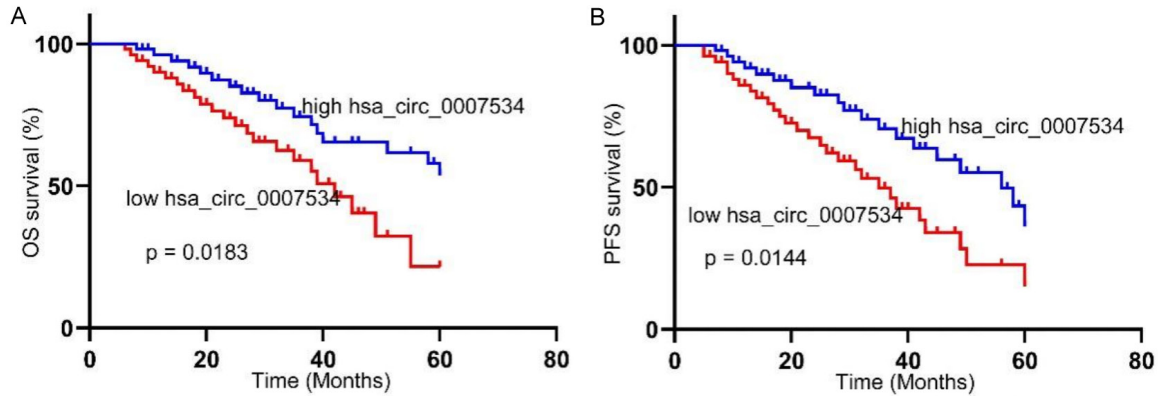 A
OS survival (%)
100
50
0
high hsa_circ_0007534
low hsa_circ_0007534
p = 0.0183
0 20 40 60 80
Time (Months)
B
PFS survival (%)
100
50
0
high hsa_circ_0007534
low hsa_circ_0007534
p = 0.0144
0 20 40 60 80
Time (Months)